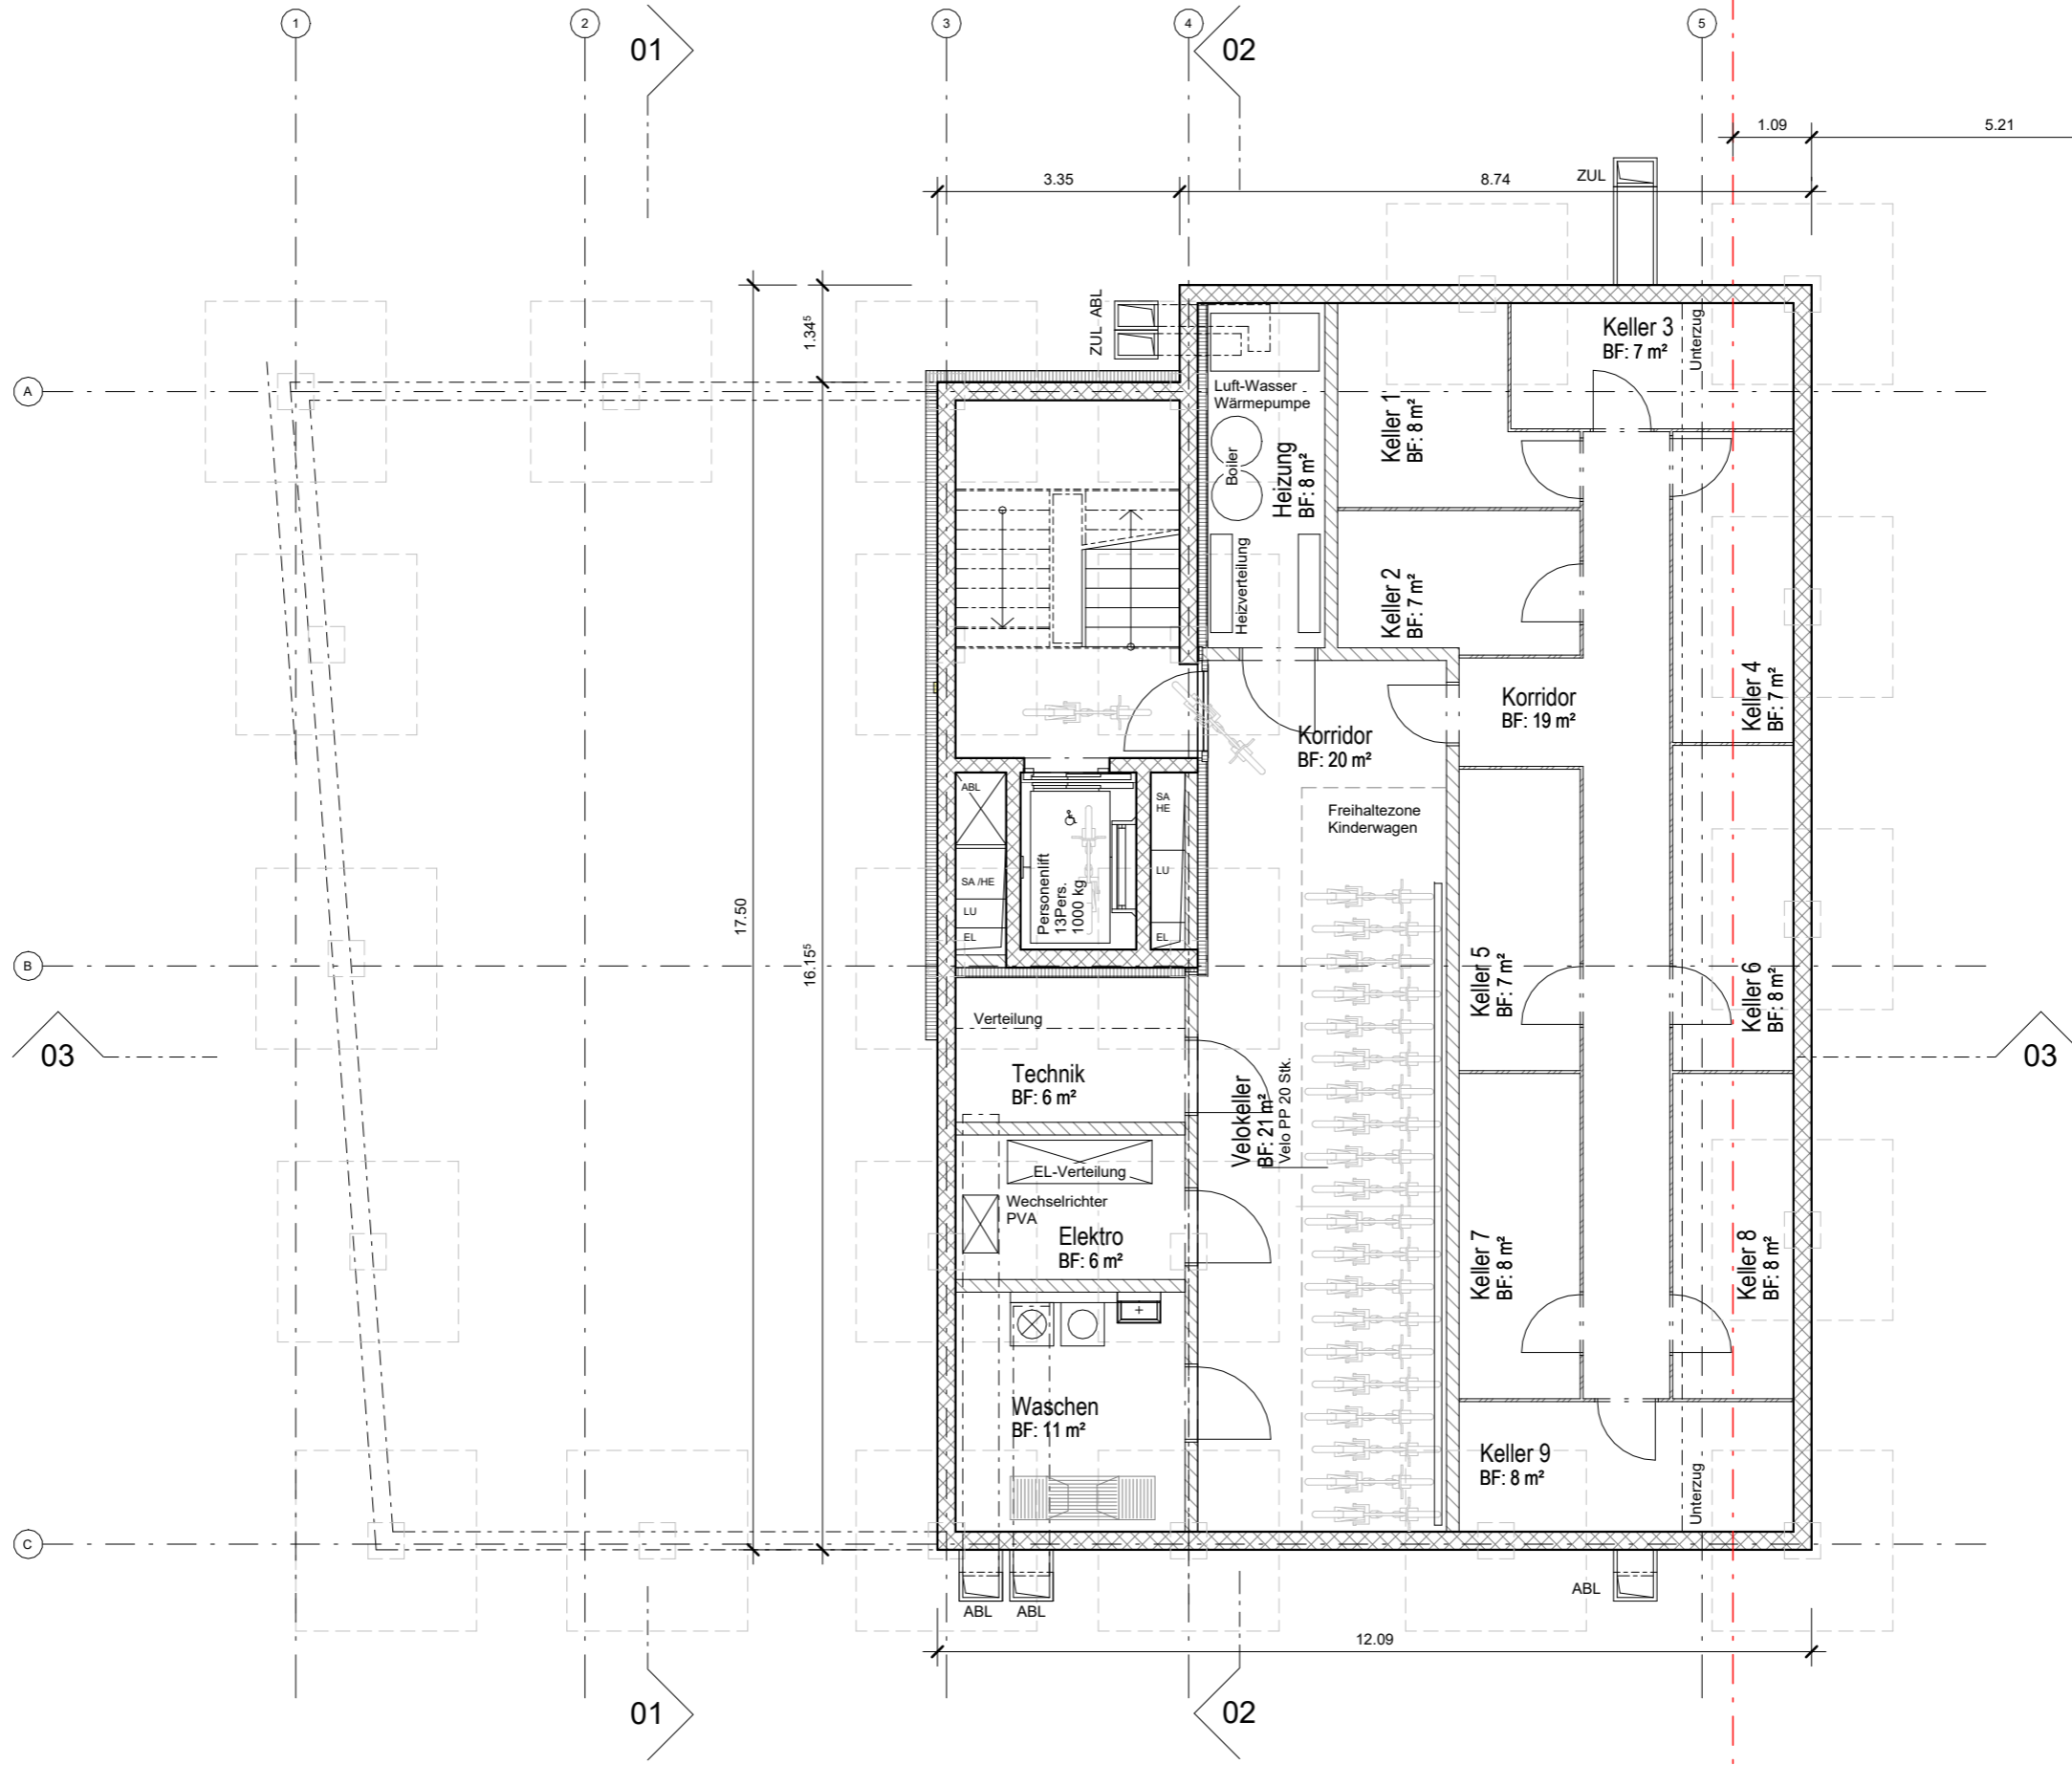 1
2
3
4
5
01
02
1.09
5.21
3.35
8.74
ZUL
ABL
ZUL
1.34⁵
Keller 3
BF: 7 m²
Unterzug
A
Luft-Wasser
Wärmepumpe
Boiler
Heizung
BF: 8 m²
Keller 1
BF: 8 m²
Heizverteilung
Keller 2
BF: 7 m²
Keller 4
BF: 7 m²
Korridor
BF: 19 m²
Korridor
BF: 20 m²
Freihaltezone
Kinderwagen
ABL
SA /HE
LU
EL
Personenlift
13Pers.
1000 kg
SA
HE
LU
EL
17.50
16.15⁵
B
Keller 5
BF: 7 m²
Keller 6
BF: 8 m²
03
03
Verteilung
Technik
BF: 6 m²
Velokeller
BF: 21 m²
Velo PP 20 Stk.
EL-Verteilung
Wechselrichter
PVA
Elektro
BF: 6 m²
Keller 7
BF: 8 m²
Keller 8
BF: 8 m²
Waschen
BF: 11 m²
Keller 9
BF: 8 m²
Unterzug
C
ABL
ABL
ABL
12.09
01
02